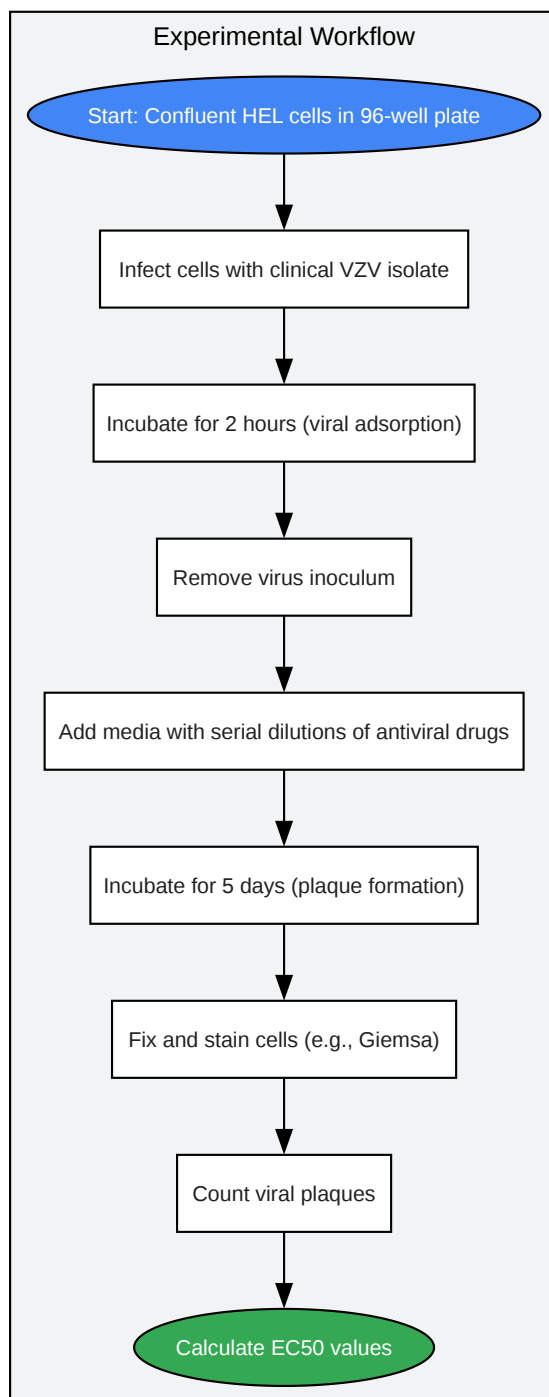 Experimental Workflow
Start: Confluent HEL cells in 96-well plate
Infect cells with clinical VZV isolate
Incubate for 2 hours (viral adsorption)
Remove virus inoculum
Add media with serial dilutions of antiviral drugs
Incubate for 5 days (plaque formation)
Fix and stain cells (e.g., Giemsa)
Count viral plaques
Calculate EC50 values